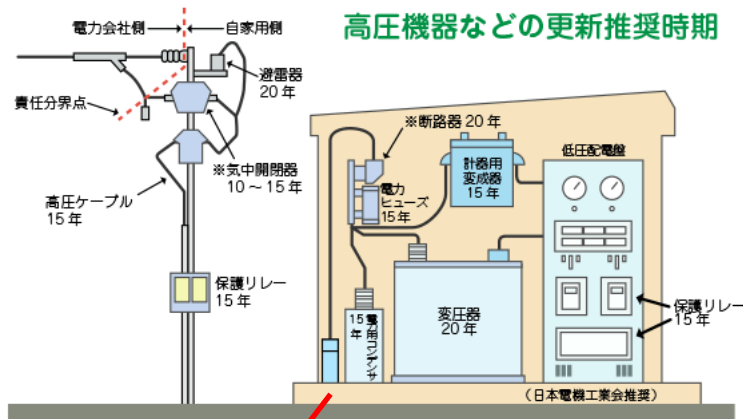 高圧機器などの更新推奨時期
電力会社側
自家用側
避雷器
20年
責任分界点
※気中開閉器
10～15年
高圧ケーブル
15年
保護リレー
15年
※断路器 20年
電力
ヒューズ
15年
計器用
変成器
15年
低圧配電盤
変圧器
20年
電力用コンデンサ
15年
保護リレー
15年
（日本電機工業会推奨）